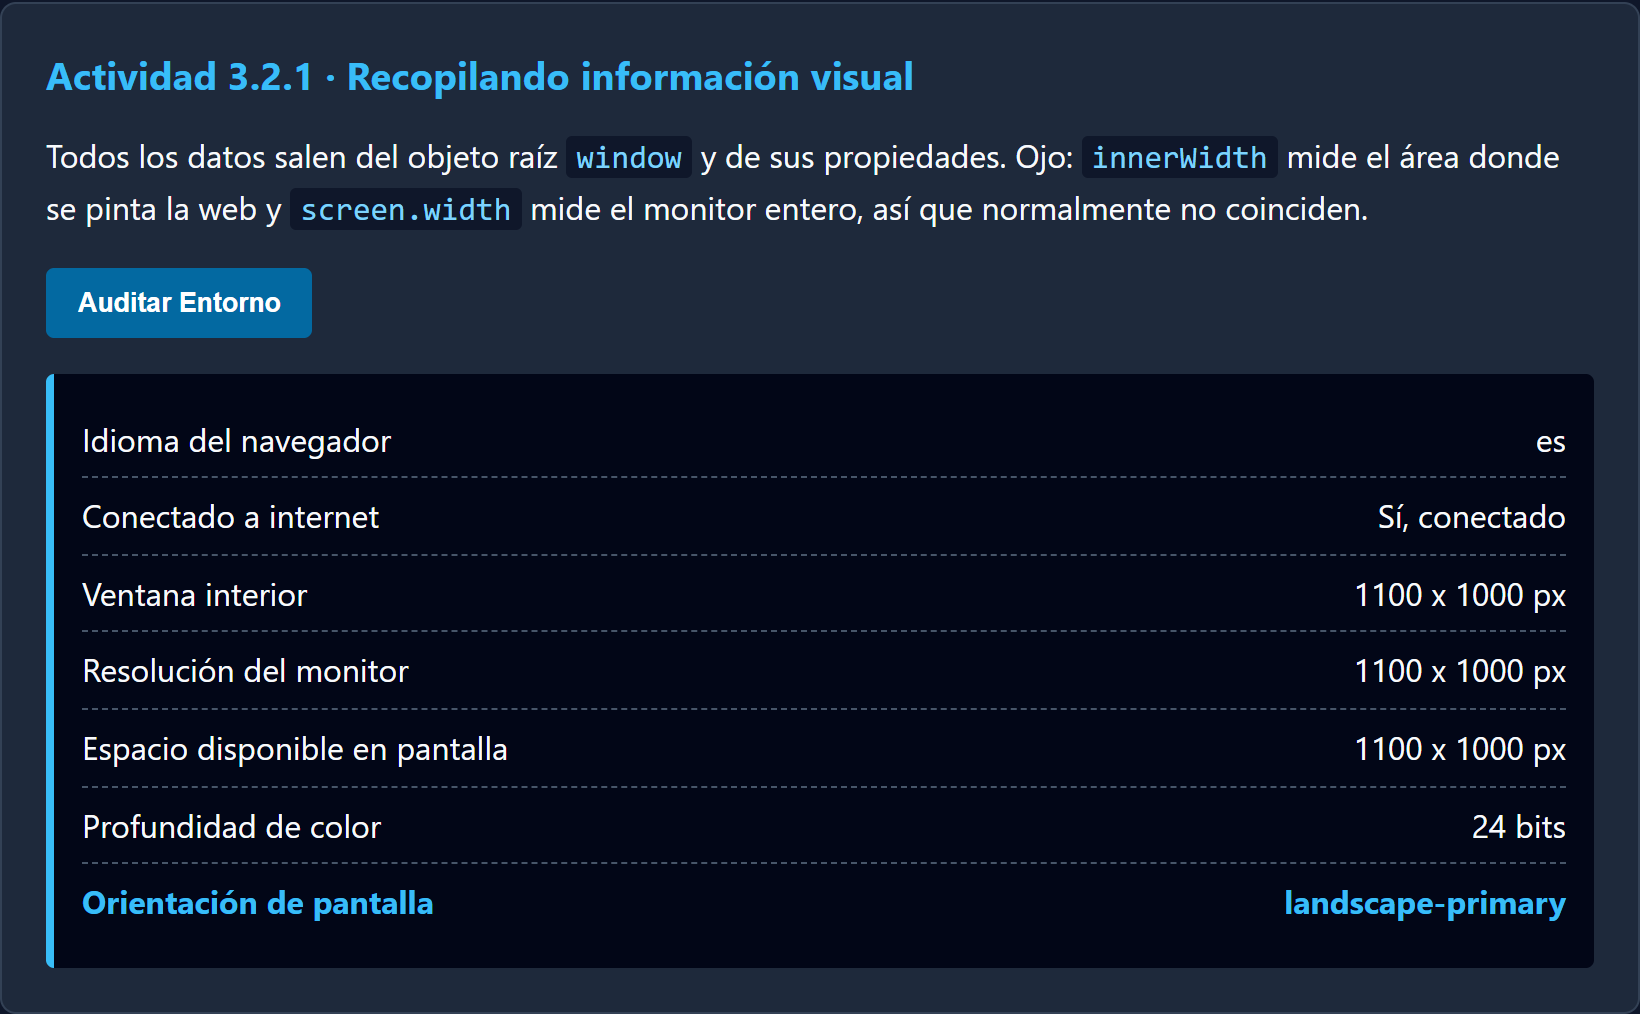 Actividad 3.2.1 · Recopilando información visual
Todos los datos salen del objeto raíz window y de sus propiedades. Ojo: innerWidth mide el área donde
se pinta la web y screen.width mide el monitor entero, así que normalmente no coinciden.
Auditar Entorno
Idioma del navegador es
Conectado a internet Sí, conectado
Ventana interior 1100 x 1000 px
Resolución del monitor 1100 x 1000 px
Espacio disponible en pantalla 1100 x 1000 px
Profundidad de color 24 bits
Orientación de pantalla landscape-primary